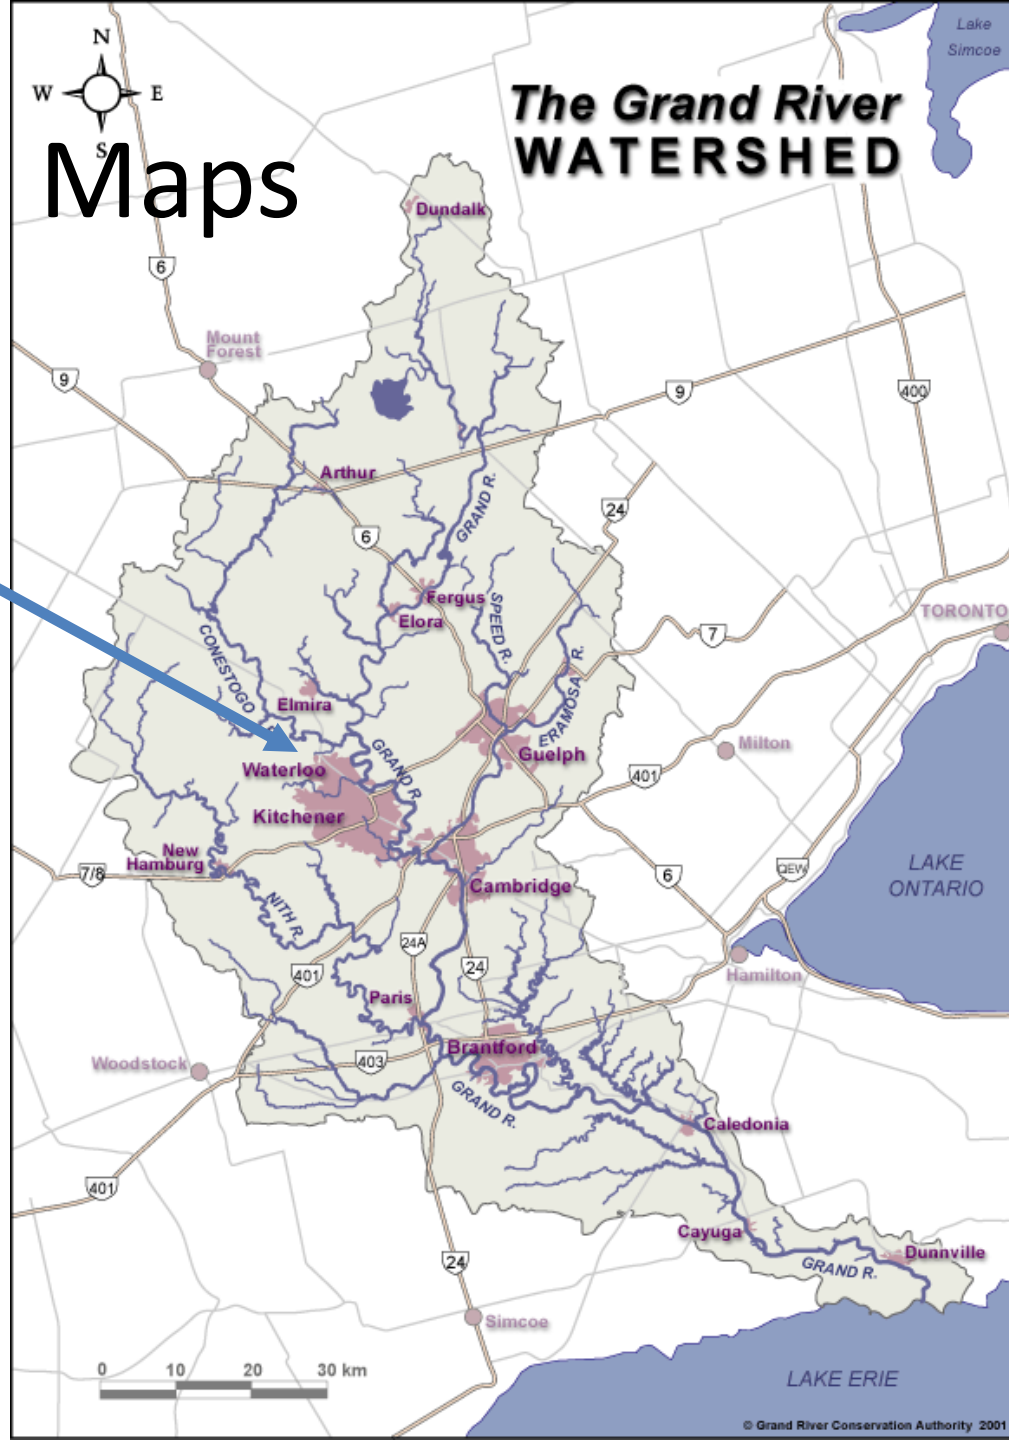 Lake
Simcoe
N
W E
S
Maps
The Grand River
WATERSHED
Dundalk
6
Mount
Forest
9
9
400
Arthur
GRAND R.
24
6
Fergus
SPEED R.
Elora
TORONTO
7
CONESTOGO
ERAMOSA R.
Elmira
GRAND R
Guelph
Milton
Waterloo
401
Kitchener
New
Hamburg
7/8
QEW
6
LAKE
ONTARIO
Cambridge
NITH R.
24A
24
401
Hamilton
Paris
Brantford
Woodstock
403
GRAND R.
Caledonia
401
Cayuga
Dunnville
GRAND R.
24
Simcoe
0 10 20 30 km
LAKE ERIE
© Grand River Conservation Authority 2001